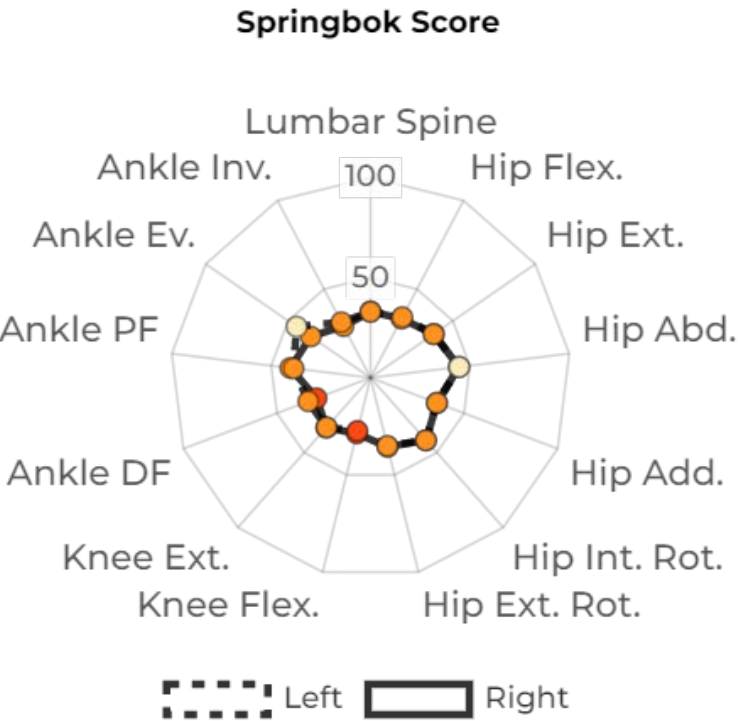 Springbok Score
Lumbar Spine
Ankle Inv.
100
Hip Flex.
Ankle Ev.
Hip Ext.
50
Ankle PF
Hip Abd.
Ankle DF
Hip Add.
Knee Ext.
Hip Int. Rot.
Knee Flex.
Hip Ext. Rot.
Left
Right